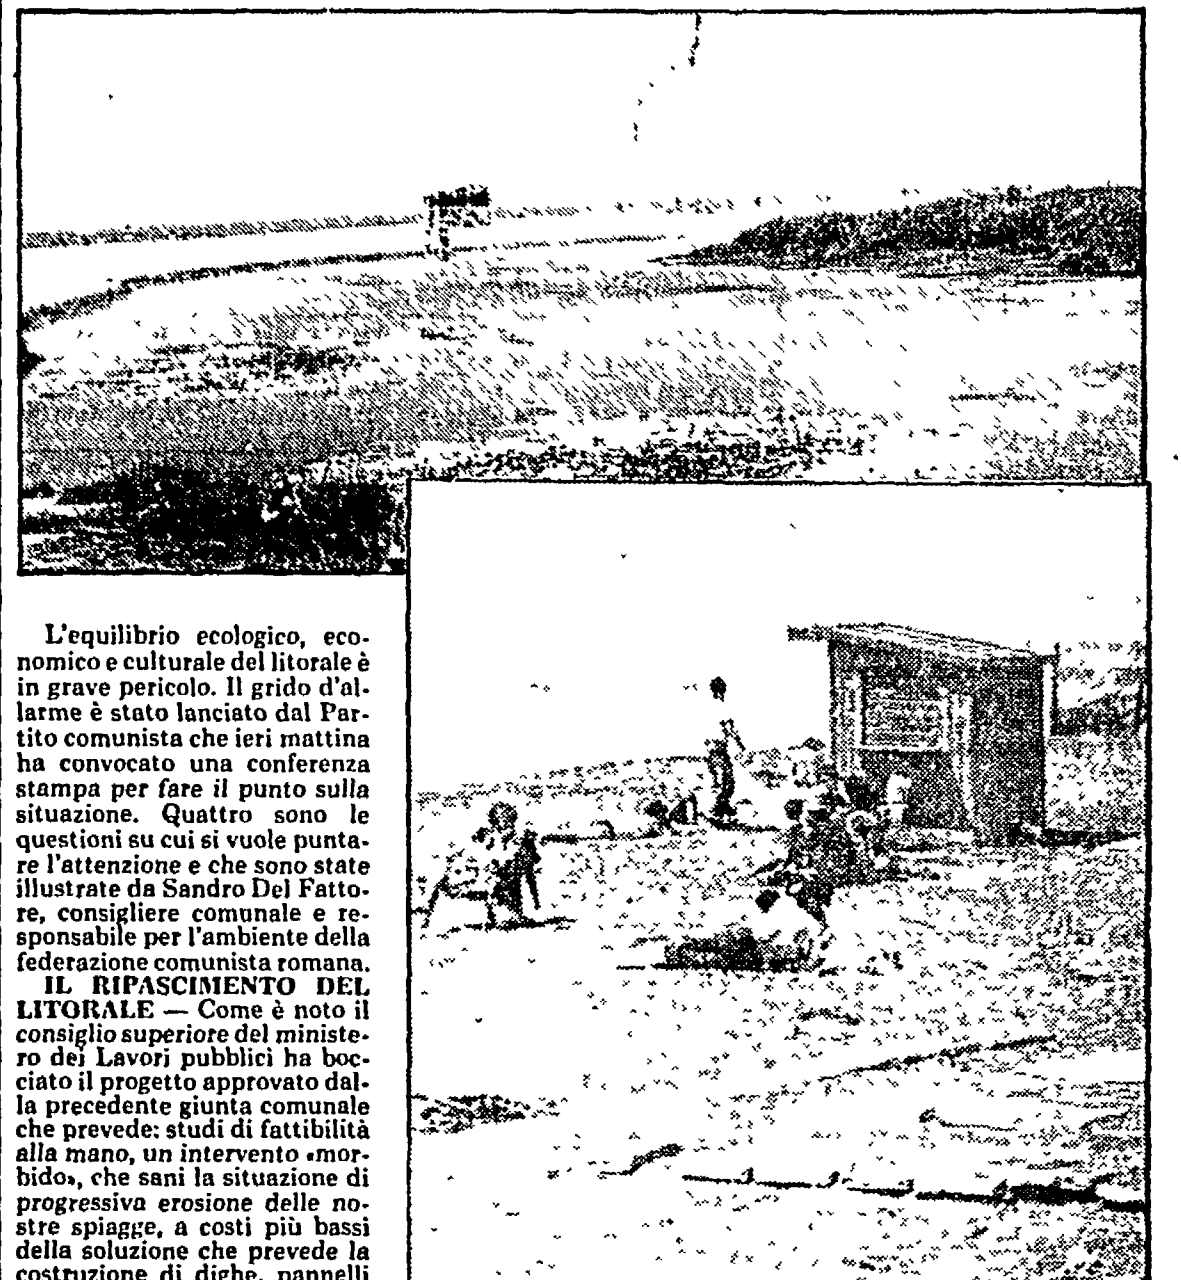 L'equilibrio ecologico, eco-
nomico e culturale del litorale è
in grave pericolo. Il grido d'al-
larme è stato lanciato dal Par-
tito comunista che ieri mattina
ha convocato una conferenza
stampa per fare il punto sulla
situazione. Quattro sono le
questioni su cui si vuole punta-
re l'attenzione e che sono state
illustrate da Sandro Del Fatto-
re, consigliere comunale e re-
sponsabile per l'ambiente della
federazione comunista romana.
IL RIPASCIMENTO DEL
LITORALE — Come è noto il
consiglio superiore del ministe-
ro dei Lavori pubblici ha boc-
ciato il progetto approvato dal-
la precedente giunta comunale
che prevede: studi di fattibilità
alla mano, un intervento «mor-
bido», che sani la situazione di
progressiva erosione delle no-
stre spiagge, a costi più bassi
della soluzione che prevede la
costruzione di dighe, pannelli